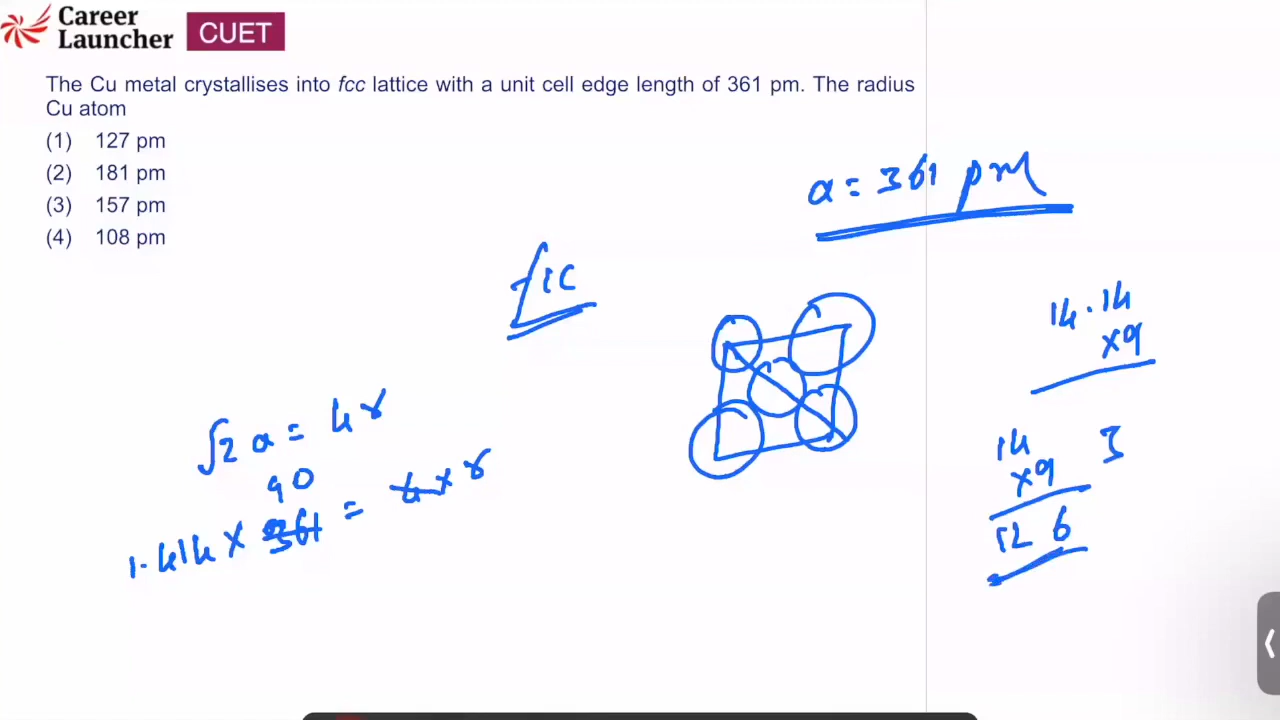 Career
Launcher
CUET
The Cu metal crystallises into fcc lattice with a unit cell edge length of 361 pm. The radius
Cu atom
(1) 127 pm
(2) 181 pm
(3) 157 pm
(4) 108 pm
a = 361 pm
fcc
√2 a = 4r
90
1.414 × 361 = 4 × r
14.14
×9
14
×9
3
126